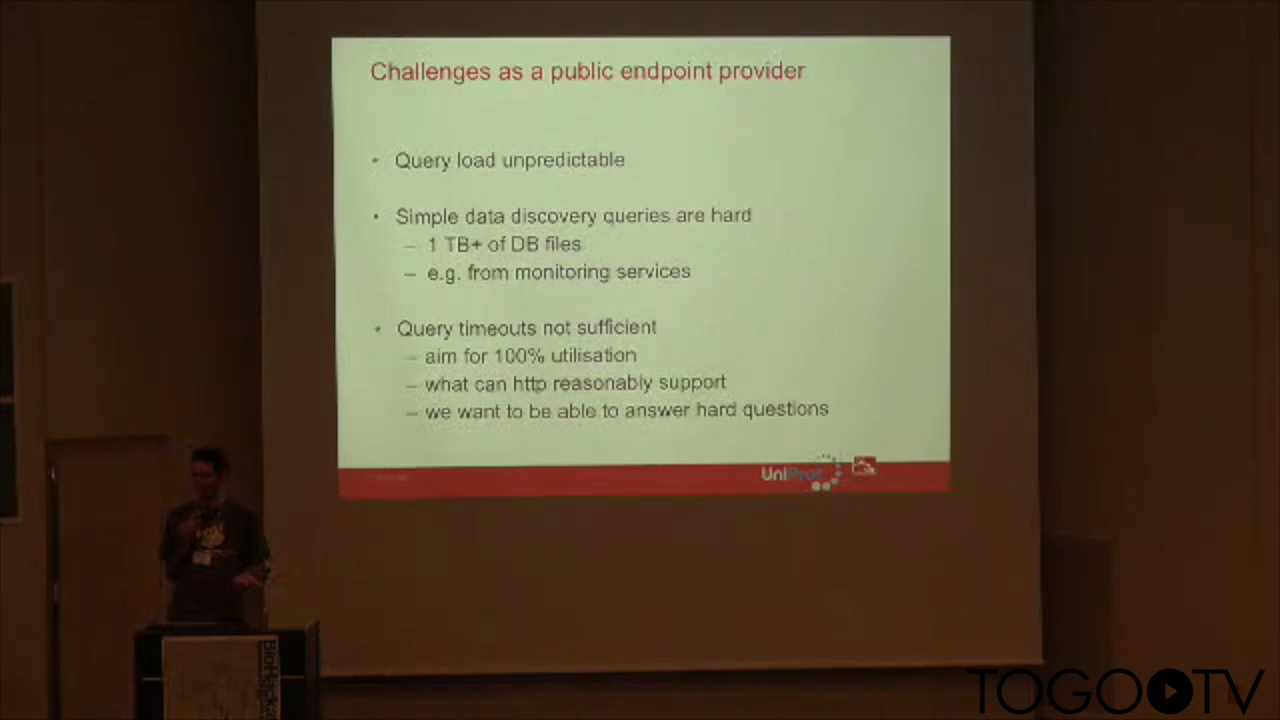 Challenges as a public endpoint provider
• Query load unpredictable
• Simple data discovery queries are hard
– 1 TB+ of DB files
– e.g. from monitoring services
• Query timeouts not sufficient
– aim for 100% utilisation
– what can http reasonably support
– we want to be able to answer hard questions
UniProt
BioHacka
TOGOTV